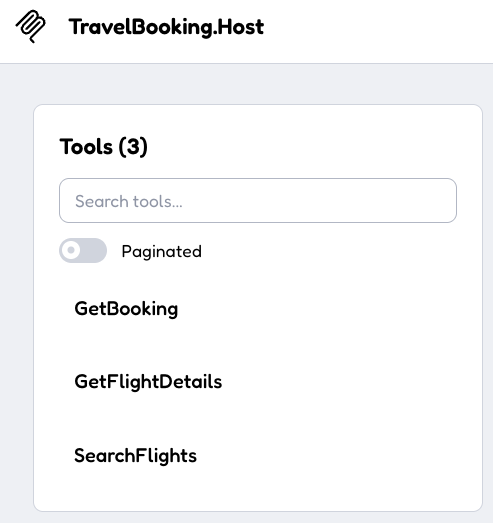 TravelBooking.Host
Tools (3)
Search tools...
Paginated
GetBooking
GetFlightDetails
SearchFlights